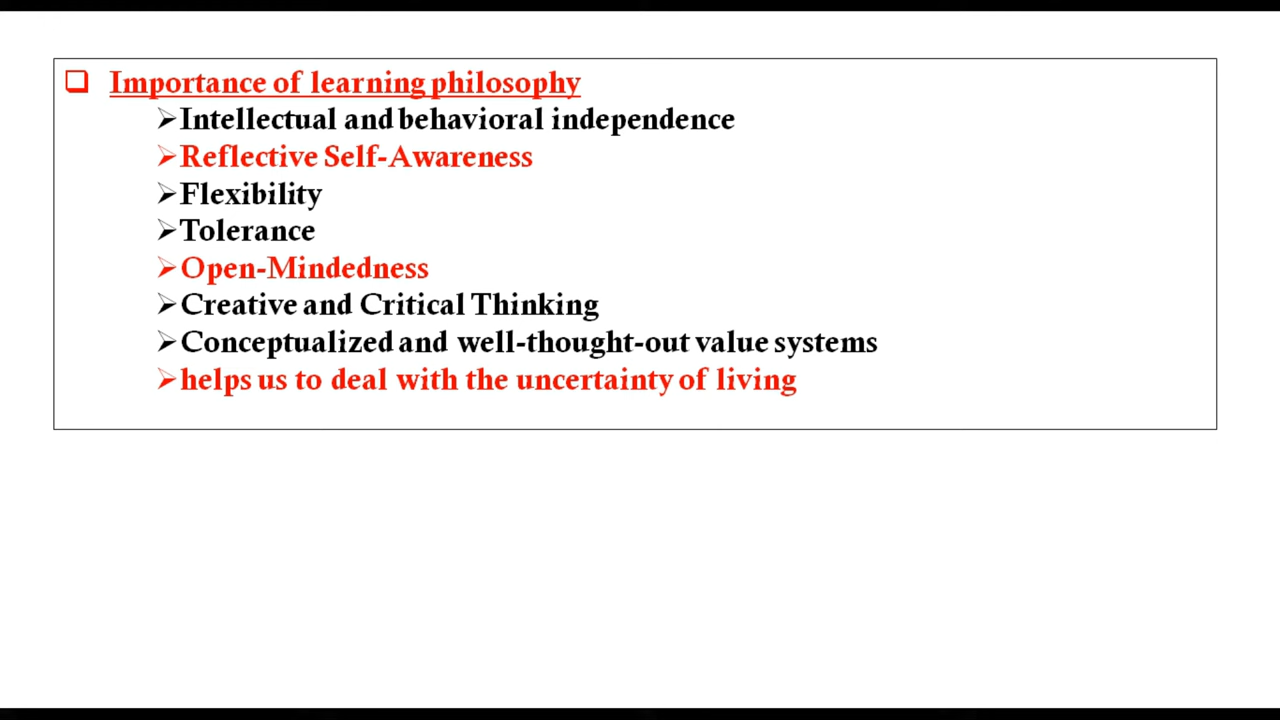 ❑ Importance of learning philosophy
➢Intellectual and behavioral independence
➢Reflective Self-Awareness
➢Flexibility
➢Tolerance
➢Open-Mindedness
➢Creative and Critical Thinking
➢Conceptualized and well-thought-out value systems
➢helps us to deal with the uncertainty of living